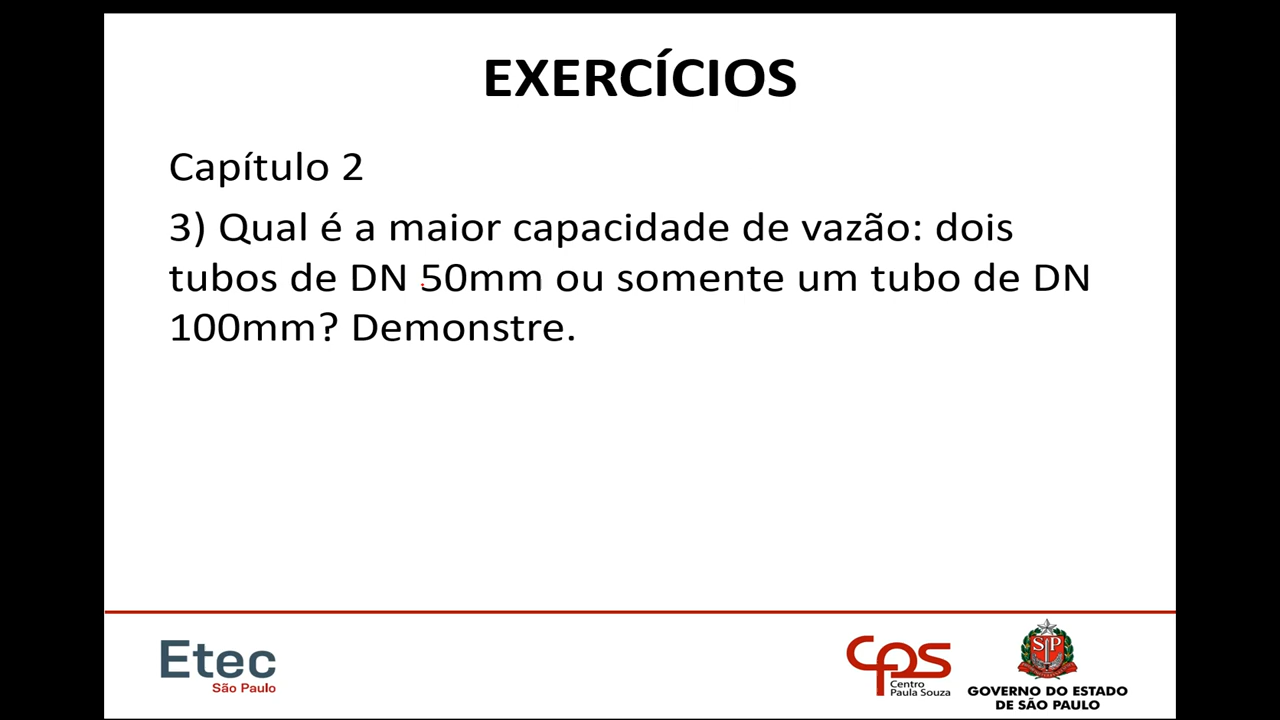 EXERCÍCIOS
Capítulo 2
3) Qual é a maior capacidade de vazão: dois
tubos de DN 50mm ou somente um tubo de DN
100mm? Demonstre.
Etec
São Paulo
CPS
Centro
Paula Souza
SP
GOVERNO DO ESTADO
DE SÃO PAULO